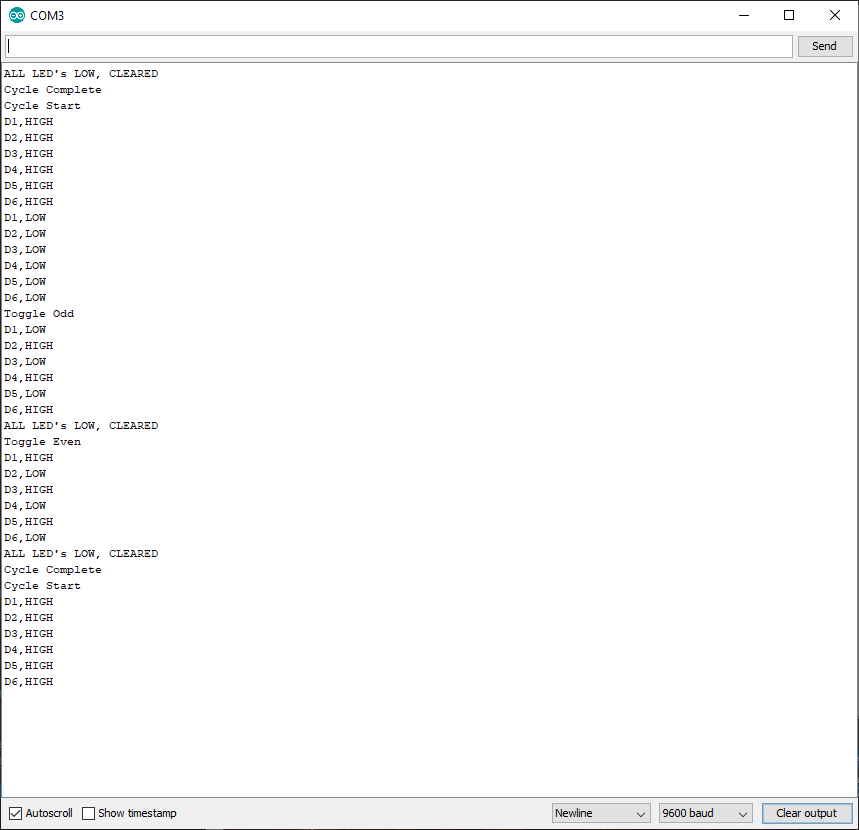 COM3
Send
ALL LED's LOW, CLEARED
Cycle Complete
Cycle Start
D1,HIGH
D2,HIGH
D3,HIGH
D4,HIGH
D5,HIGH
D6,HIGH
D1,LOW
D2,LOW
D3,LOW
D4,LOW
D5,LOW
D6,LOW
Toggle Odd
D1,LOW
D2,HIGH
D3,LOW
D4,HIGH
D5,LOW
D6,HIGH
ALL LED's LOW, CLEARED
Toggle Even
D1,HIGH
D2,LOW
D3,HIGH
D4,LOW
D5,HIGH
D6,LOW
ALL LED's LOW, CLEARED
Cycle Complete
Cycle Start
D1,HIGH
D2,HIGH
D3,HIGH
D4,HIGH
D5,HIGH
D6,HIGH
Autoscroll Show timestamp Newline 9600 baud Clear output